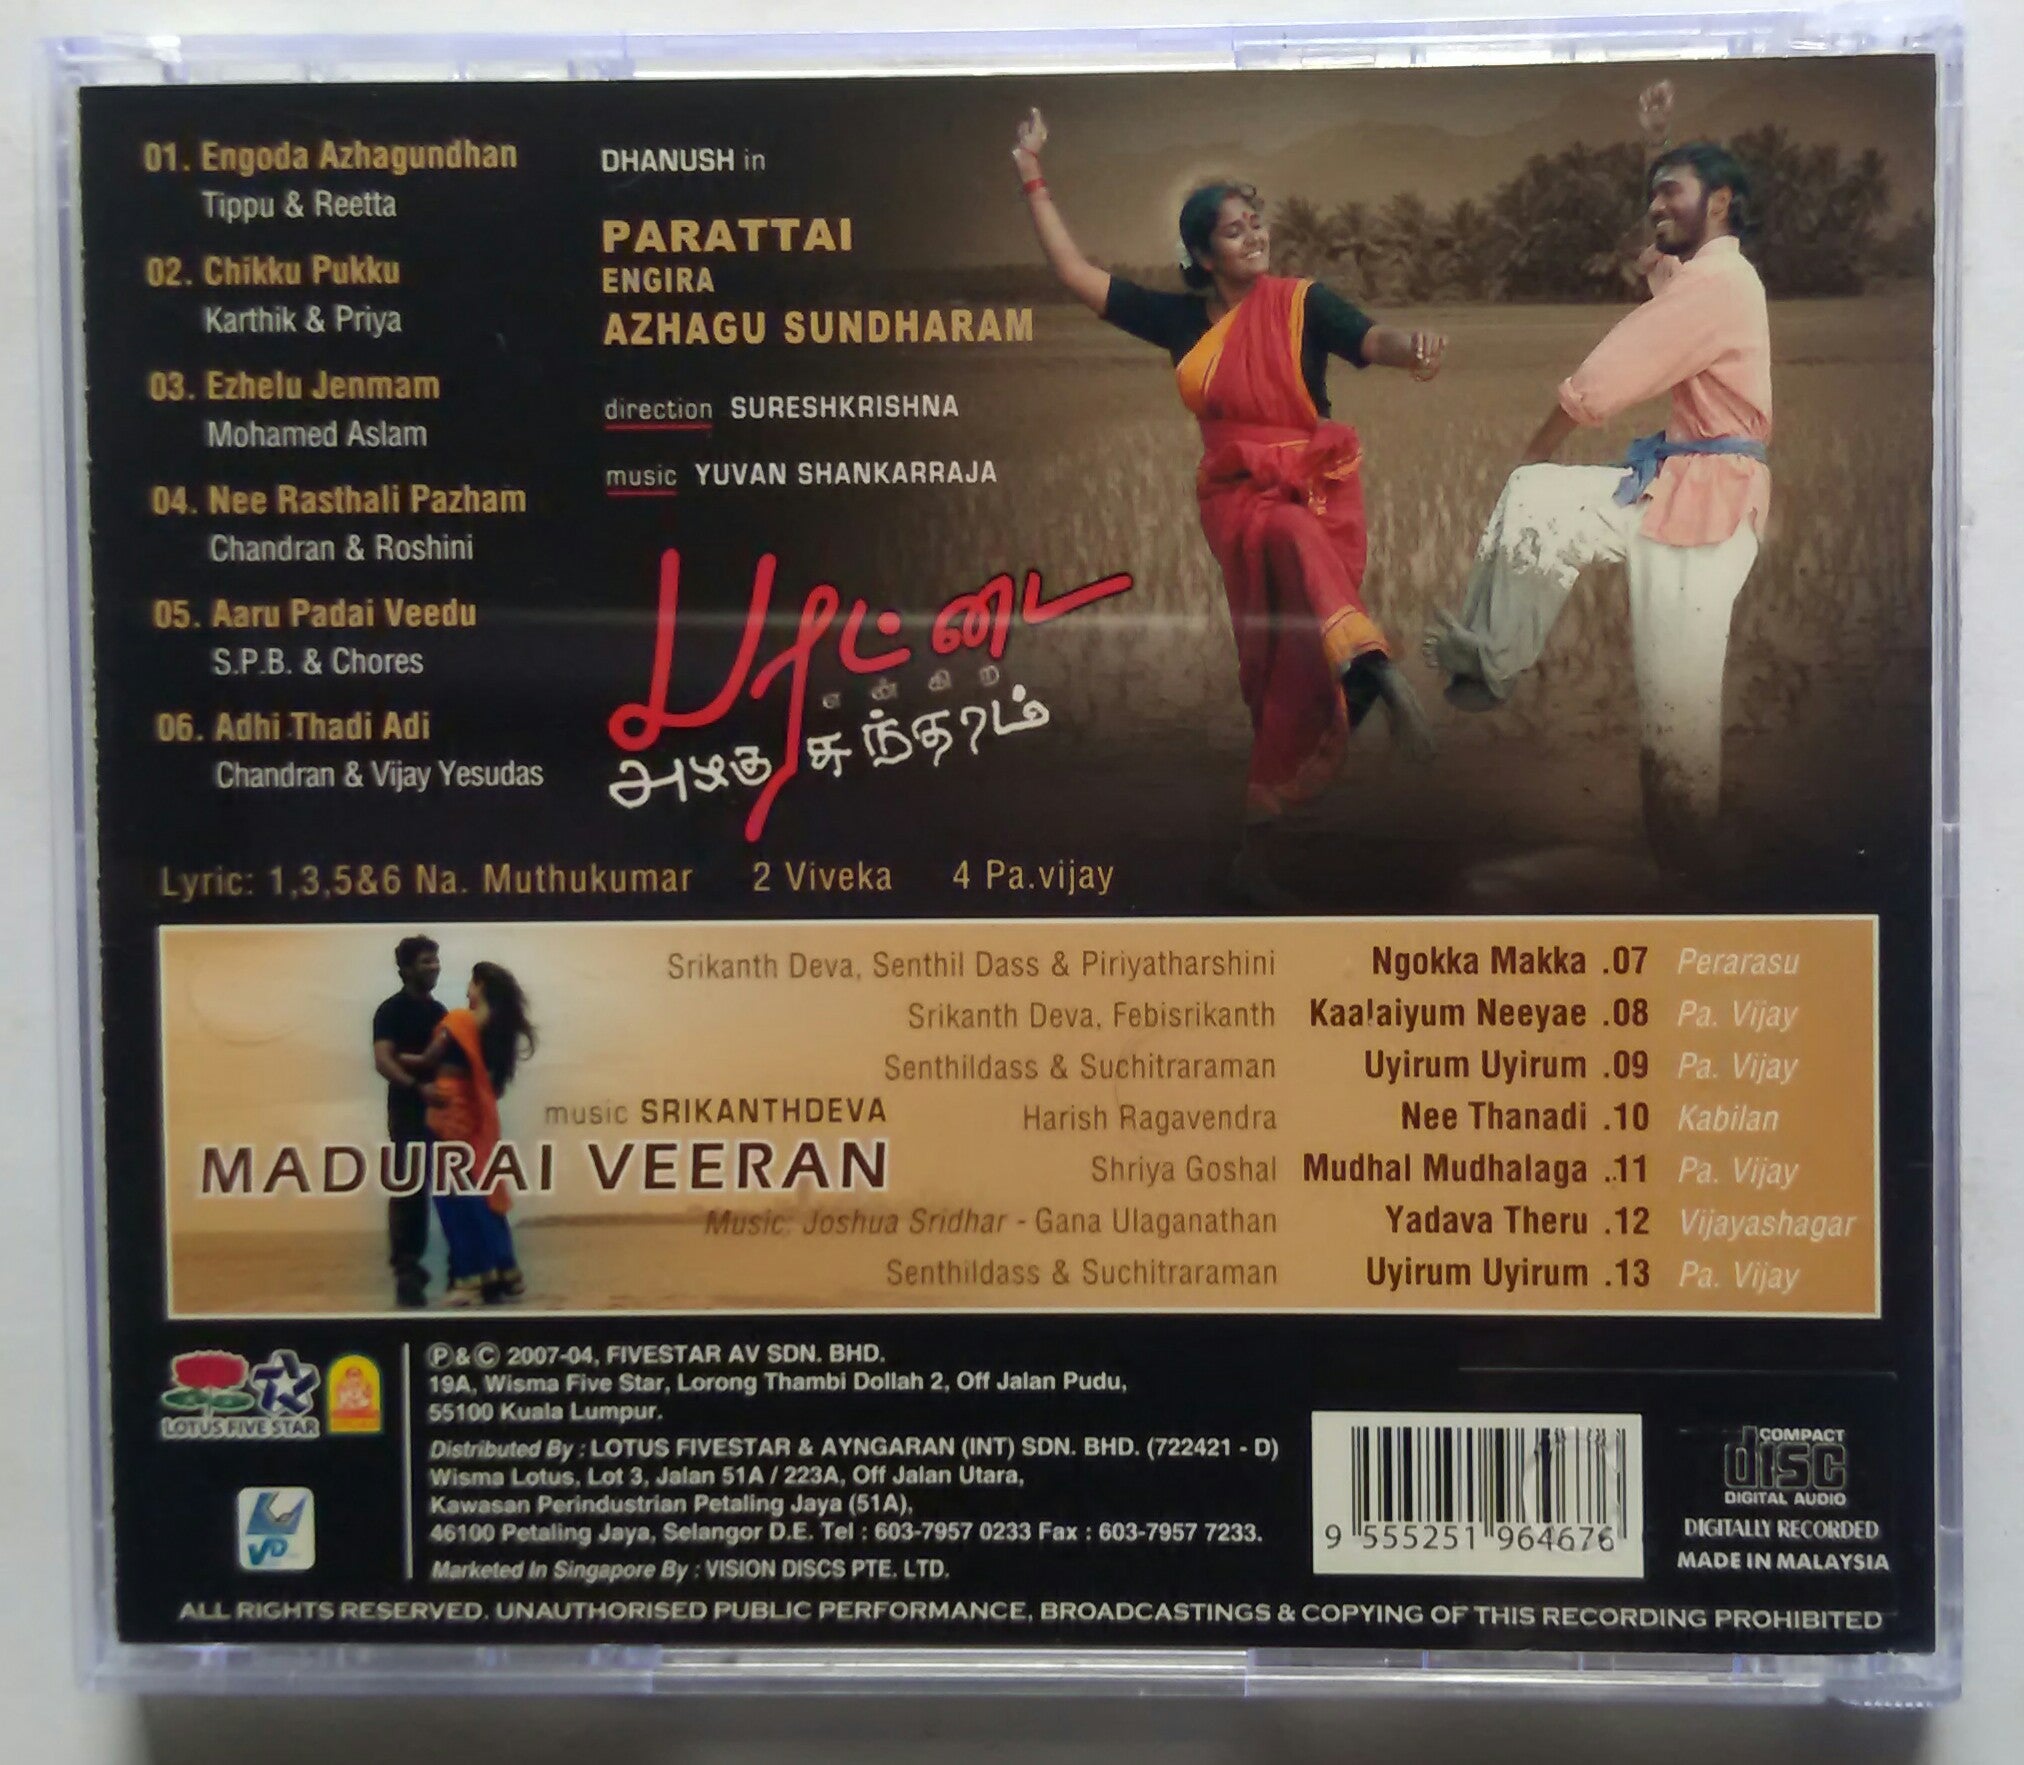 01. Engoda Azhagundhan
Tippu & Reetta
02. Chikku Pukku
Karthik & Priya
03. Ezhelu Jenmam
Mohamed Aslam
04. Nee Rasthali Pazham
Chandran & Roshini
05. Aaru Padai Veedu
S.P.B. & Chores
06. Adhi Thadi Adi
Chandran & Vijay Yesudas
DHANUSH in
PARATTAI
ENGIRA
AZHAGU SUNDHARAM
direction SURESHKRISHNA
music YUVAN SHANKARRAJA
பரட்டை
என்கிற
அழகு சுந்தரம்
Lyric: 1,3,5&6 Na. Muthukumar 2 Viveka 4 Pa.vijay
music SRIKANTHDEVA
MADURAI VEERAN
Srikanth Deva, Senthil Dass & Piriyatharshini Ngokka Makka .07 Perarasu
Srikanth Deva, Febisrikanth Kaalaiyum Neeyae .08 Pa. Vijay
Senthildass & Suchitraraman Uyirum Uyirum .09 Pa. Vijay
Harish Ragavendra Nee Thanadi .10 Kabilan
Shriya Goshal Mudhal Mudhalaga .11 Pa. Vijay
Music: Joshua Sridhar - Gana Ulaganathan Yadava Theru .12 Vijayashagar
Senthildass & Suchitraraman Uyirum Uyirum .13 Pa. Vijay
LOTUS FIVE STAR
VD
Ⓟ & © 2007-04, FIVESTAR AV SDN. BHD.
19A, Wisma Five Star, Lorong Thambi Dollah 2, Off Jalan Pudu,
55100 Kuala Lumpur.
Distributed By : LOTUS FIVESTAR & AYNGARAN (INT) SDN. BHD. (722421 - D)
Wisma Lotus, Lot 3, Jalan 51A / 223A, Off Jalan Utara,
Kawasan Perindustrian Petaling Jaya (51A),
46100 Petaling Jaya, Selangor D.E. Tel : 603-7957 0233 Fax : 603-7957 7233.
Marketed In Singapore By : VISION DISCS PTE. LTD.
9 555251 964676
COMPACT
disc
DIGITAL AUDIO
DIGITALLY RECORDED
MADE IN MALAYSIA
ALL RIGHTS RESERVED. UNAUTHORISED PUBLIC PERFORMANCE, BROADCASTINGS & COPYING OF THIS RECORDING PROHIBITED